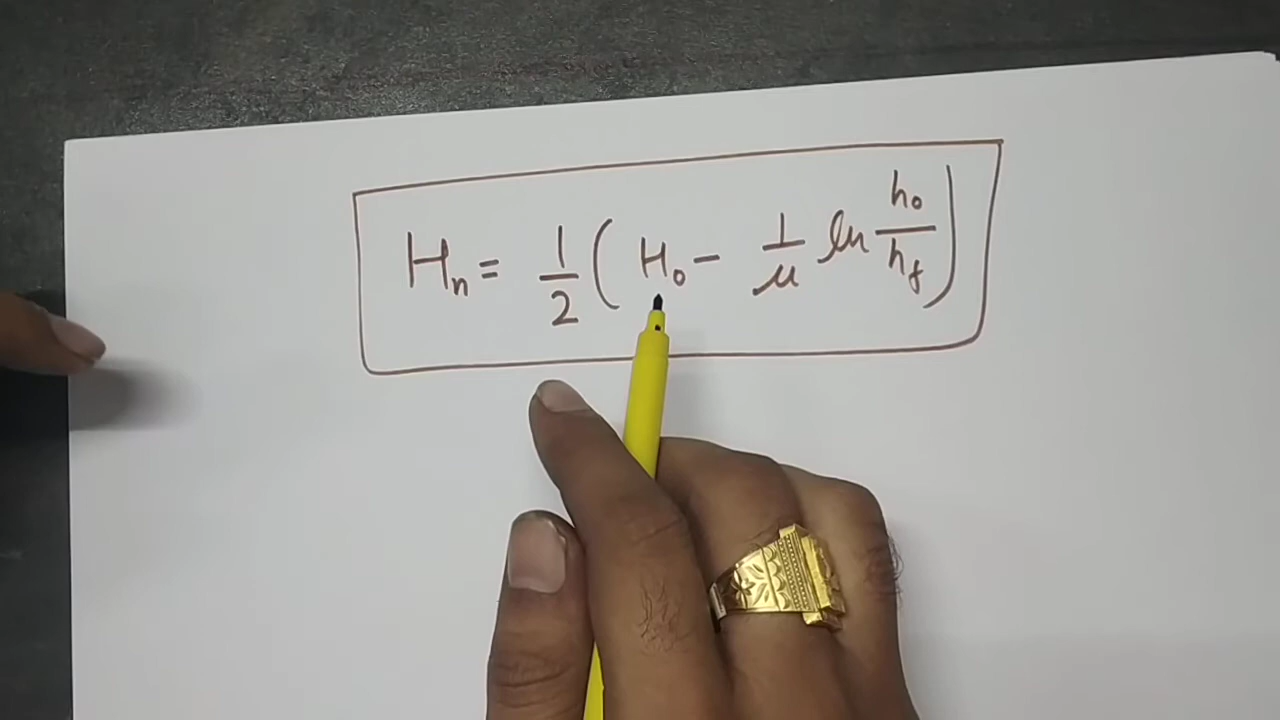 Hn = 1/2 ( H₀ - 1/μ ln h₀/hf )